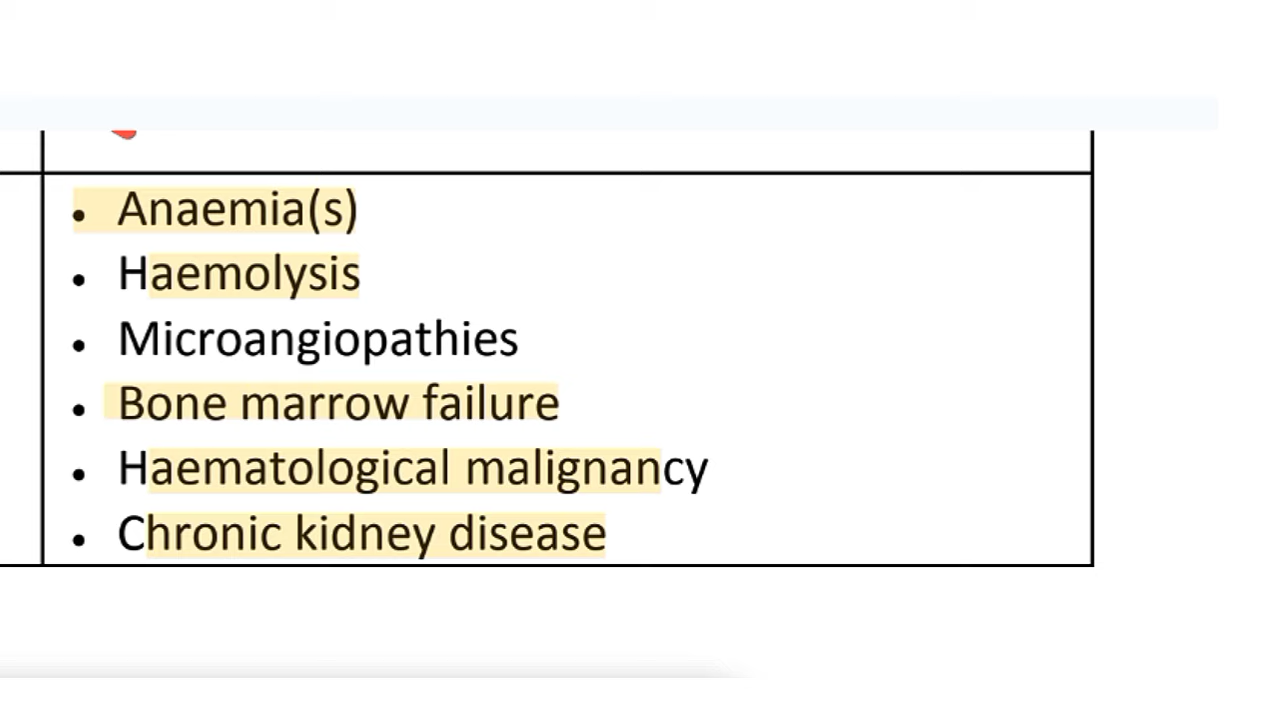 • Anaemia(s)
• Haemolysis
• Microangiopathies
• Bone marrow failure
• Haematological malignancy
• Chronic kidney disease